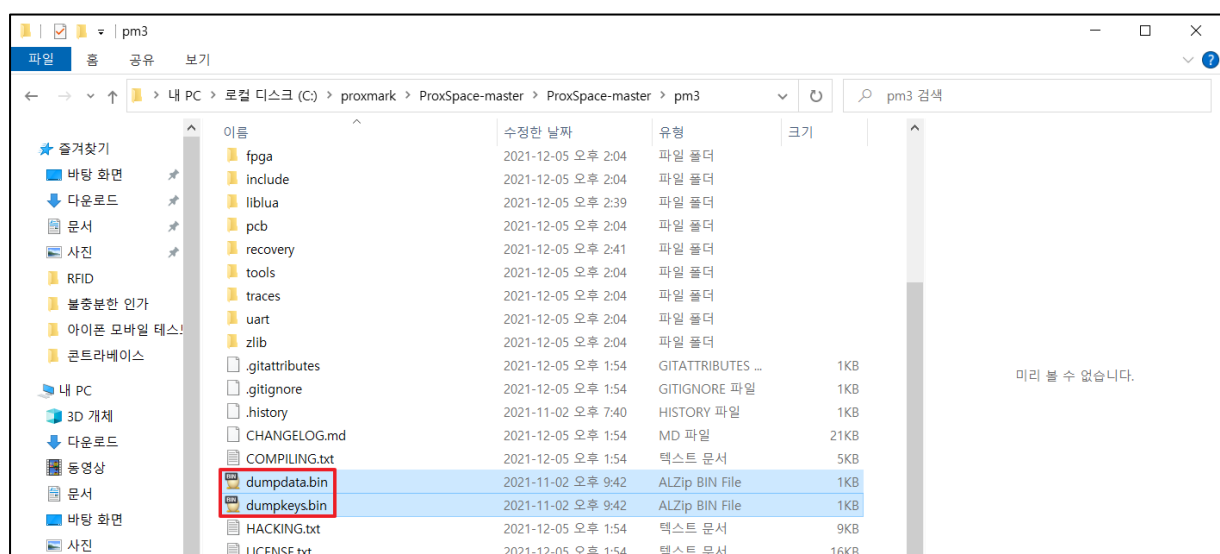 pm3
파일 홈 공유 보기
내 PC > 로컬 디스크 (C:) > proxmark > ProxSpace-master > ProxSpace-master > pm3 pm3 검색
이름 수정한 날짜 유형 크기
즐겨찾기
바탕 화면
다운로드
문서
사진
RFID
불충분한 인가
아이폰 모바일 테스트
콘트라베이스
내 PC
3D 개체
다운로드
동영상
문서
바탕 화면
사진
fpga 2021-12-05 오후 2:04 파일 폴더
include 2021-12-05 오후 2:04 파일 폴더
liblua 2021-12-05 오후 2:39 파일 폴더
pcb 2021-12-05 오후 2:04 파일 폴더
recovery 2021-12-05 오후 2:41 파일 폴더
tools 2021-12-05 오후 2:04 파일 폴더
traces 2021-12-05 오후 2:04 파일 폴더
uart 2021-12-05 오후 2:04 파일 폴더
zlib 2021-12-05 오후 2:04 파일 폴더
.gitattributes 2021-12-05 오후 1:54 GITATTRIBUTES ... 1KB
.gitignore 2021-12-05 오후 1:54 GITIGNORE 파일 1KB
.history 2021-11-02 오후 7:40 HISTORY 파일 1KB
CHANGELOG.md 2021-12-05 오후 1:54 MD 파일 21KB
COMPILING.txt 2021-12-05 오후 1:54 텍스트 문서 5KB
dumpdata.bin 2021-11-02 오후 9:42 ALZip BIN File 1KB
dumpkeys.bin 2021-11-02 오후 9:42 ALZip BIN File 1KB
HACKING.txt 2021-12-05 오후 1:54 텍스트 문서 9KB
LICENSE.txt 2021-12-05 오후 1:54 텍스트 문서 16KB
미리 볼 수 없습니다.